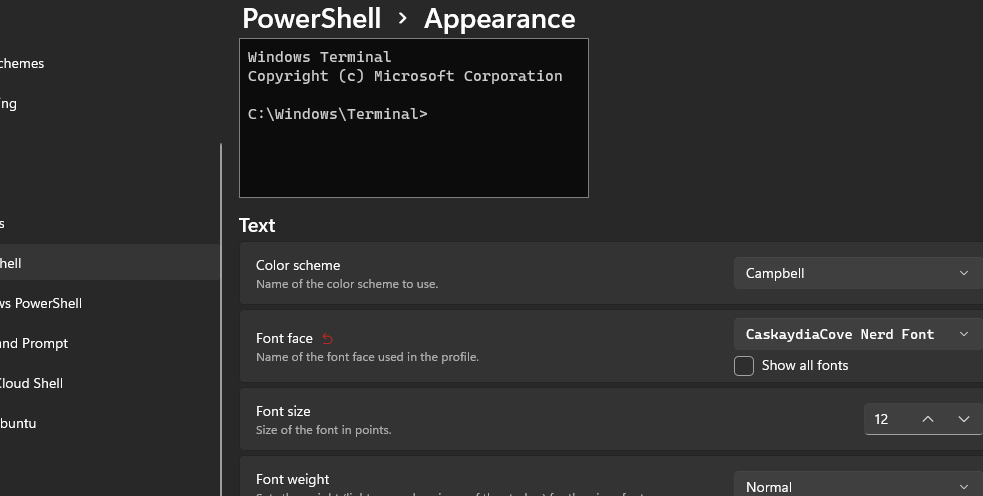 PowerShell > Appearance
Windows Terminal
Copyright (c) Microsoft Corporation
C:\Windows\Terminal>
chemes
ng
s
hell
ws PowerShell
nd Prompt
Cloud Shell
buntu
Text
Color scheme
Name of the color scheme to use.
Campbell
Font face
Name of the font face used in the profile.
CaskaydiaCove Nerd Font
Show all fonts
Font size
Size of the font in points.
12
Font weight
Normal